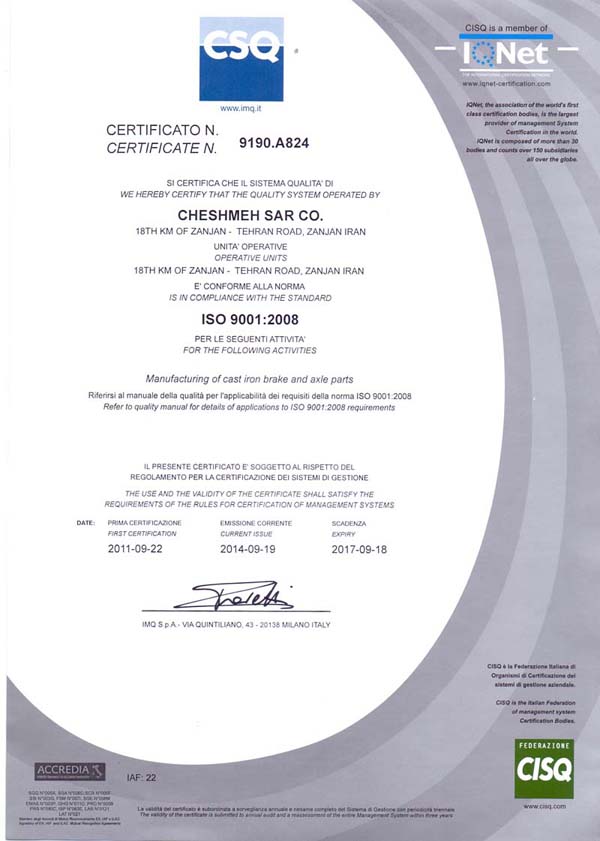 CSQ
www.imq.it
CISQ is a member of
IQNet
THE INTERNATIONAL CERTIFICATION NETWORK
www.iqnet-certification.com
IQNet, the association of the world's first
class certification bodies, is the largest
provider of management System
Certification in the world.
IQNet is composed of more than 30
bodies and counts over 150 subsidiaries
all over the globe.
CERTIFICATO N.
CERTIFICATE N. 9190.A824
SI CERTIFICA CHE IL SISTEMA QUALITA' DI
WE HEREBY CERTIFY THAT THE QUALITY SYSTEM OPERATED BY
CHESHMEH SAR CO.
18TH KM OF ZANJAN - TEHRAN ROAD, ZANJAN IRAN
UNITA' OPERATIVE
OPERATIVE UNITS
18TH KM OF ZANJAN - TEHRAN ROAD, ZANJAN IRAN
E' CONFORME ALLA NORMA
IS IN COMPLIANCE WITH THE STANDARD
ISO 9001:2008
PER LE SEGUENTI ATTIVITA'
FOR THE FOLLOWING ACTIVITIES
Manufacturing of cast iron brake and axle parts
Riferirsi al manuale della qualità per l'applicabilità dei requisiti della norma ISO 9001:2008
Refer to quality manual for details of applications to ISO 9001:2008 requirements
IL PRESENTE CERTIFICATO E' SOGGETTO AL RISPETTO DEL
REGOLAMENTO PER LA CERTIFICAZIONE DEI SISTEMI DI GESTIONE
THE USE AND THE VALIDITY OF THE CERTIFICATE SHALL SATISFY THE
REQUIREMENTS OF THE RULES FOR CERTIFICATION OF MANAGEMENT SYSTEMS
DATE: PRIMA CERTIFICAZIONE EMISSIONE CORRENTE SCADENZA
FIRST CERTIFICATION CURRENT ISSUE EXPIRY
2011-09-22 2014-09-19 2017-09-18
IMQ S.p.A.- VIA QUINTILIANO, 43 - 20138 MILANO ITALY
CISQ è la Federazione Italiana di
Organismi di Certificazione dei
sistemi di gestione aziendale.
CISQ is the Italian Federation
of management system
Certification Bodies.
FEDERAZIONE
CISQ
www.cisq.com
ACCREDIA
IAF: 22
La validità del certificato è subordinata a sorveglianza annuale e riesame completo del Sistema di Gestione con periodicità triennale
The validity of the certificate is submitted to annual audit and a reassessment of the entire Management System within three years